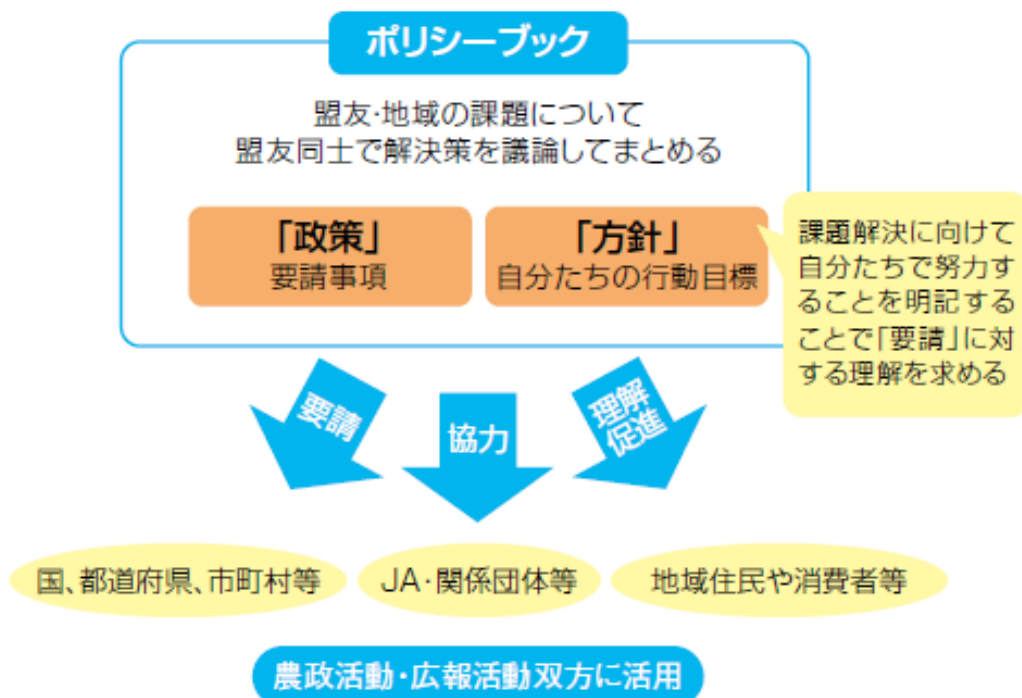 ポリシーブック
盟友・地域の課題について
盟友同士で解決策を議論してまとめる
「政策」
要請事項
「方針」
自分たちの行動目標
課題解決に向けて
自分たちで努力す
ることを明記する
ことで「要請」に対
する理解を求める
要請
協力
理解
促進
国、都道府県、市町村等
JA・関係団体等
地域住民や消費者等
農政活動・広報活動双方に活用